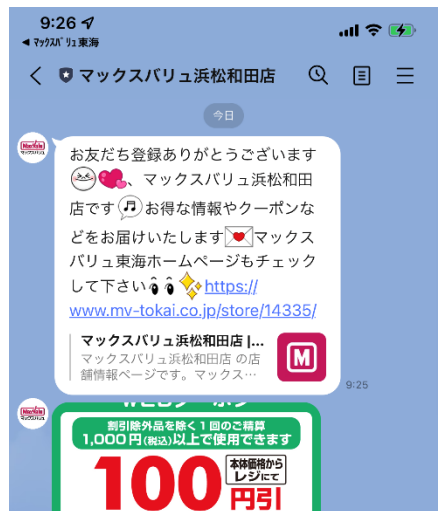 9:26
◀ マックスバリュ東海
マックスバリュ浜松和田店
今日
お友だち登録ありがとうございます
、マックスバリュ浜松和田
店ですお得な情報やクーポンな
どをお届けいたします💌マックス
バリュ東海ホームページもチェック
して下さい👀✨https://
www.mv-tokai.co.jp/store/14335/
マックスバリュ浜松和田店 |...
マックスバリュ浜松和田店 の店
舗情報ページです。マックス…
M
9:25
WEBクーポン
割引除外品を除く1回のご精算
1,000円(税込)以上で使用できます
100円引
本体価格から
レジにて